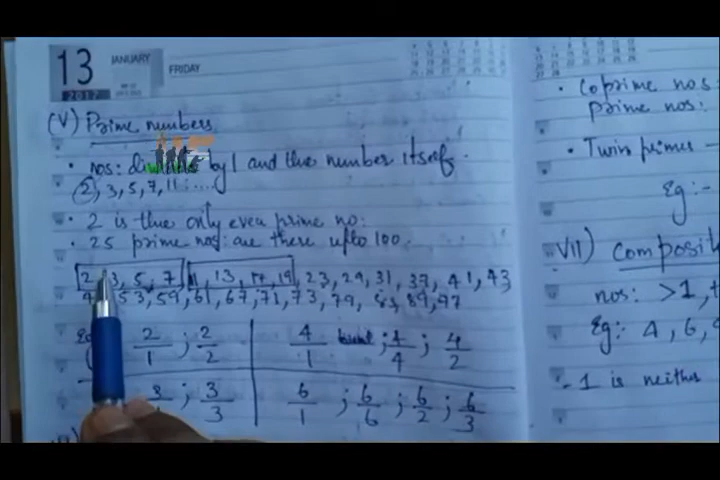 13 JANUARY FRIDAY
2017
(V) Prime numbers
• nos: by 1 and the number itself.
2, 3, 5, 7, 11 :....
• 2 is the only even prime no:
• 25 prime nos: are there upto 100.
2, 3, 5, 7, 11, 13, 17, 19, 23, 29, 31, 37, 41, 43
53, 59, 61, 67, 71, 73, 79, 83, 89, 97
2/1 ; 2/2
4/1 ; 4/4 ; 4/2
3 ; 3/3
6/1 ; 6/6 ; 6/2 ; 6/3
• Coprime nos
prime nos:
• Twin primes -
Eg :-
VII) Composi
nos: >1,
Eg:- 4, 6,
- 1 is neither